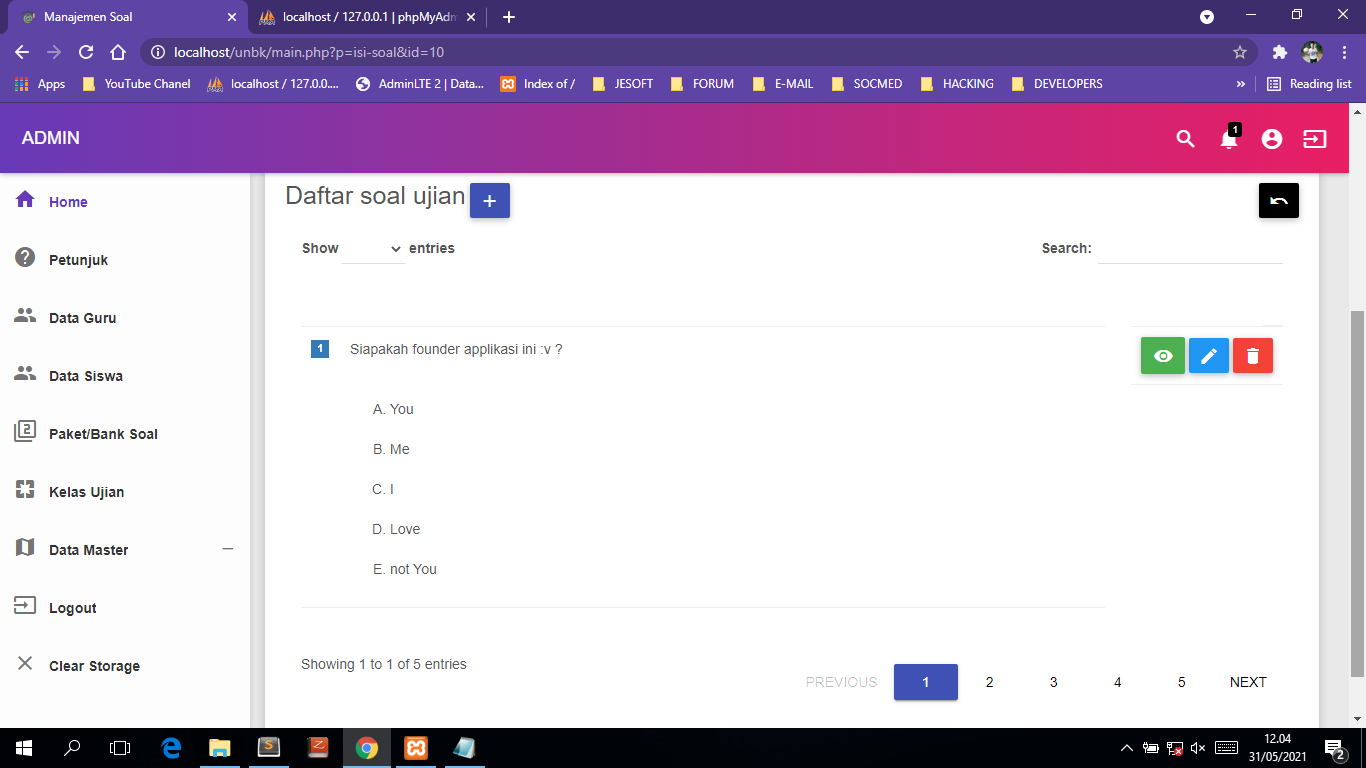 Manajemen Soal
localhost / 127.0.0.1 | phpMyAdm
localhost/unbk/main.php?p=isi-soal&id=10
Apps YouTube Chanel localhost / 127.0.0.... AdminLTE 2 | Data... Index of / JESOFT FORUM E-MAIL SOCMED HACKING DEVELOPERS » Reading list
ADMIN
1
Home
Petunjuk
Data Guru
Data Siswa
2 Paket/Bank Soal
Kelas Ujian
Data Master
Logout
Clear Storage
Daftar soal ujian +
Show entries
Search:
1 Siapakah founder applikasi ini :v ?
A. You
B. Me
C. I
D. Love
E. not You
Showing 1 to 1 of 5 entries
PREVIOUS 1 2 3 4 5 NEXT
12.04
31/05/2021
2